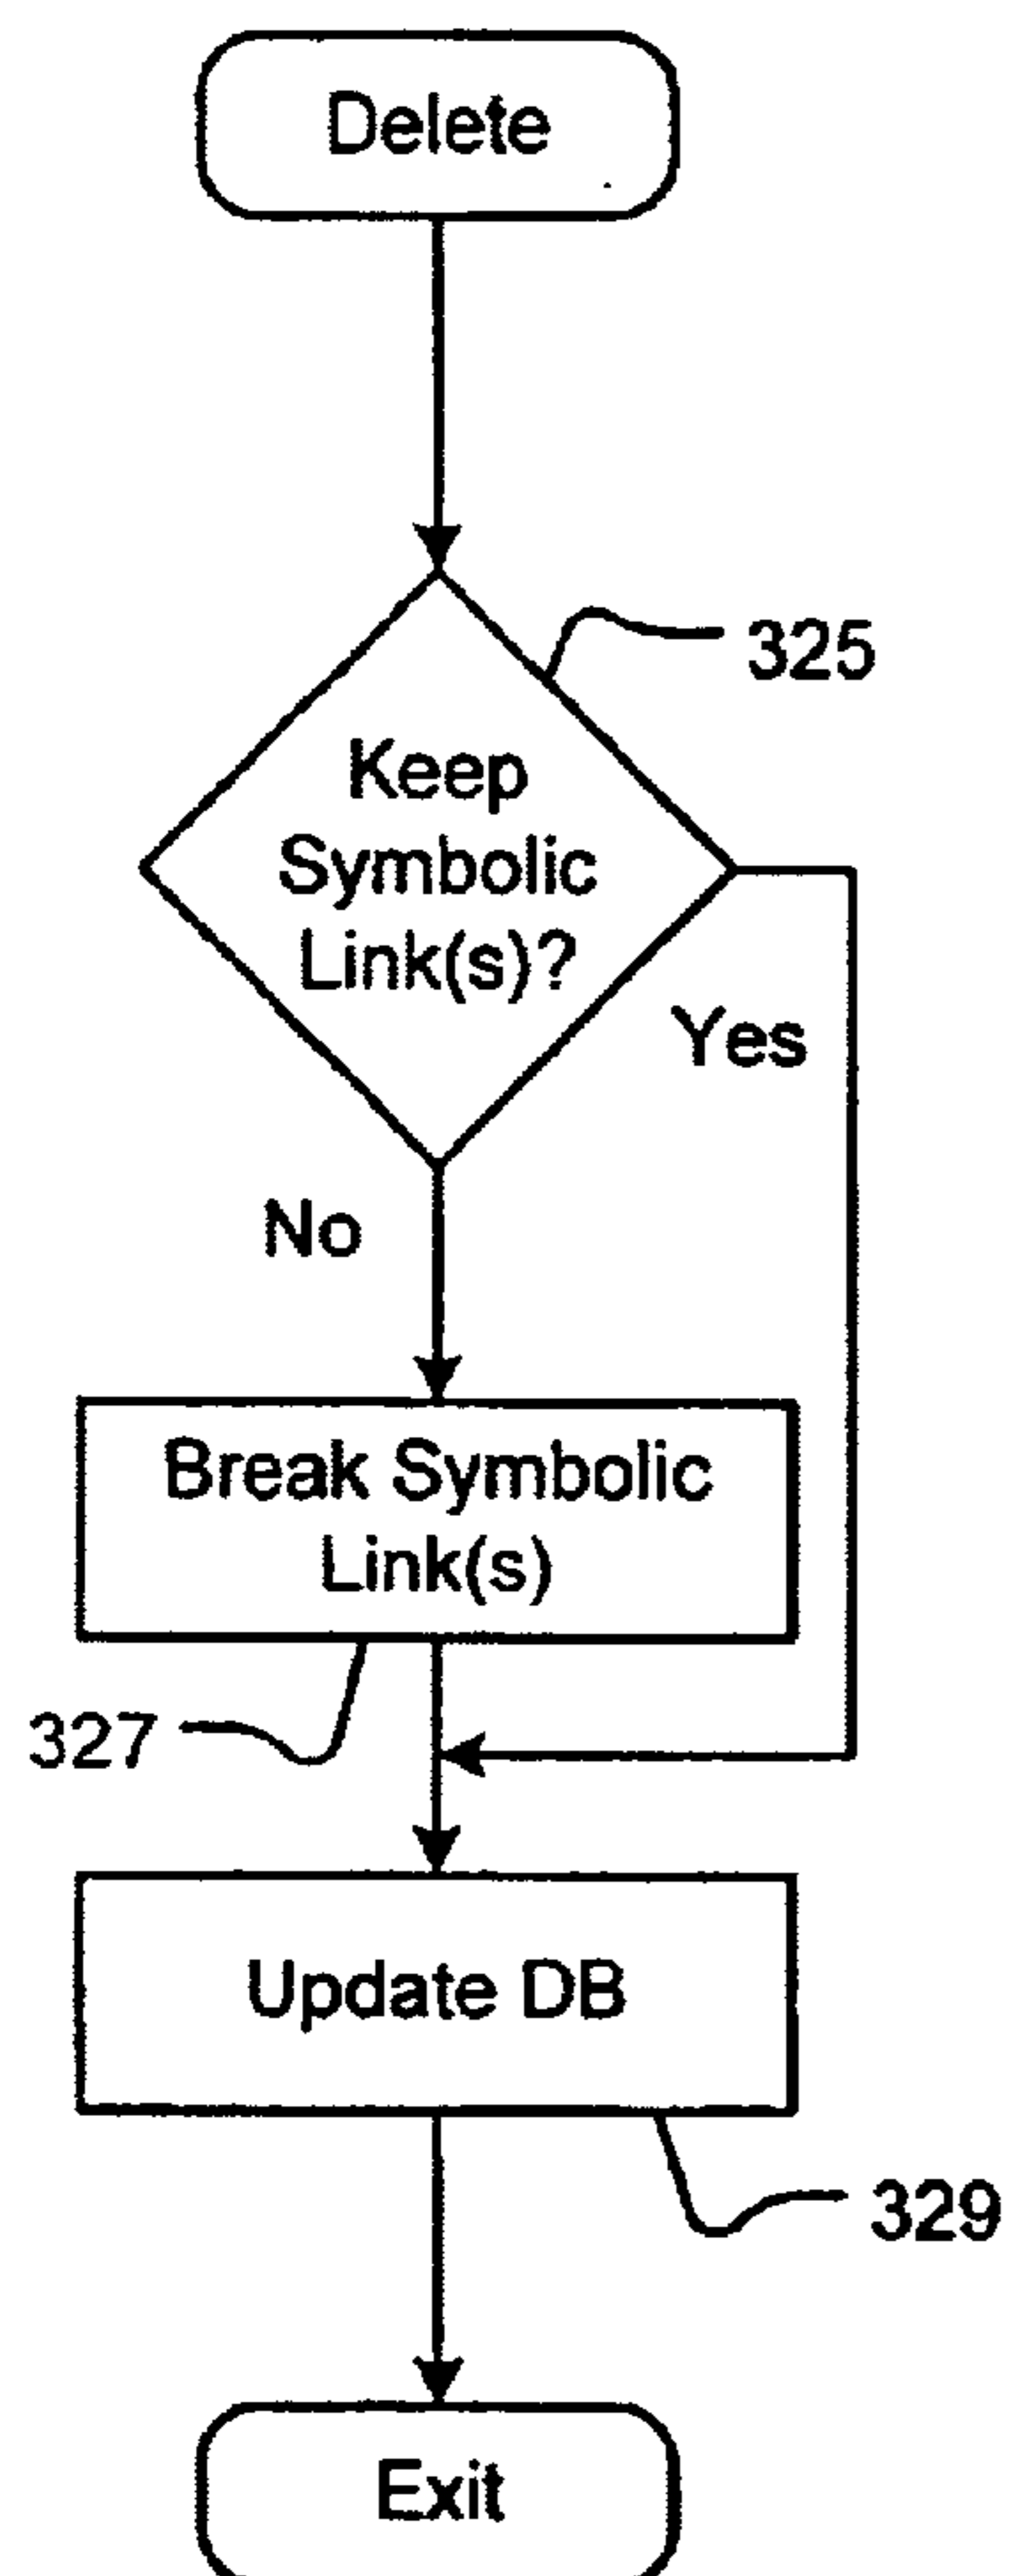 Delete
325
Keep
Symbolic
Link(s)?
Yes
No
Break Symbolic
Link(s)
327
Update DB
329
Exit